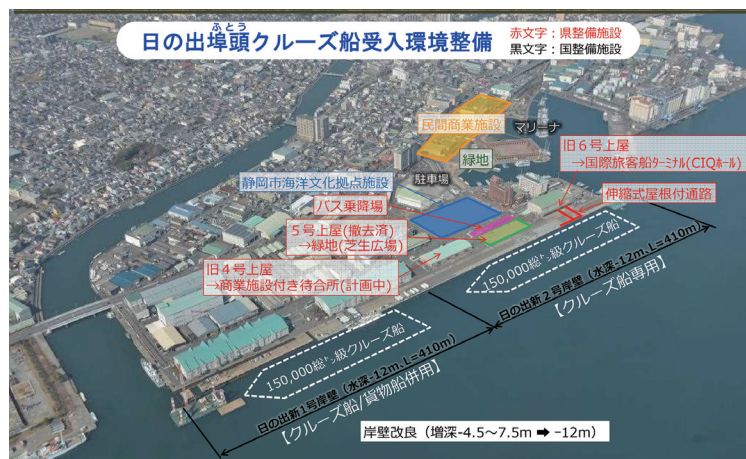 日の出埠頭クルーズ船受入環境整備
ふとう
赤文字：県整備施設
黒文字：国整備施設
民間商業施設
マリーナ
緑地
旧６号上屋
→国際旅客船ﾀｰﾐﾅﾙ(CIQﾎｰﾙ)
駐車場
静岡市海洋文化拠点施設
伸縮式屋根付通路
バス乗降場
５号上屋(撤去済)
→緑地(芝生広場)
旧４号上屋
→商業施設付き待合所(計画中)
150,000総㌧級クルーズ船
日の出新２号岸壁（水深-12m、L=410m）
【クルーズ船専用】
150,000総㌧級クルーズ船
日の出新1号岸壁（水深-12m、L=410m）
【クルーズ船/貨物船併用】
岸壁改良（増深-4.5～7.5m ➡ −12m）